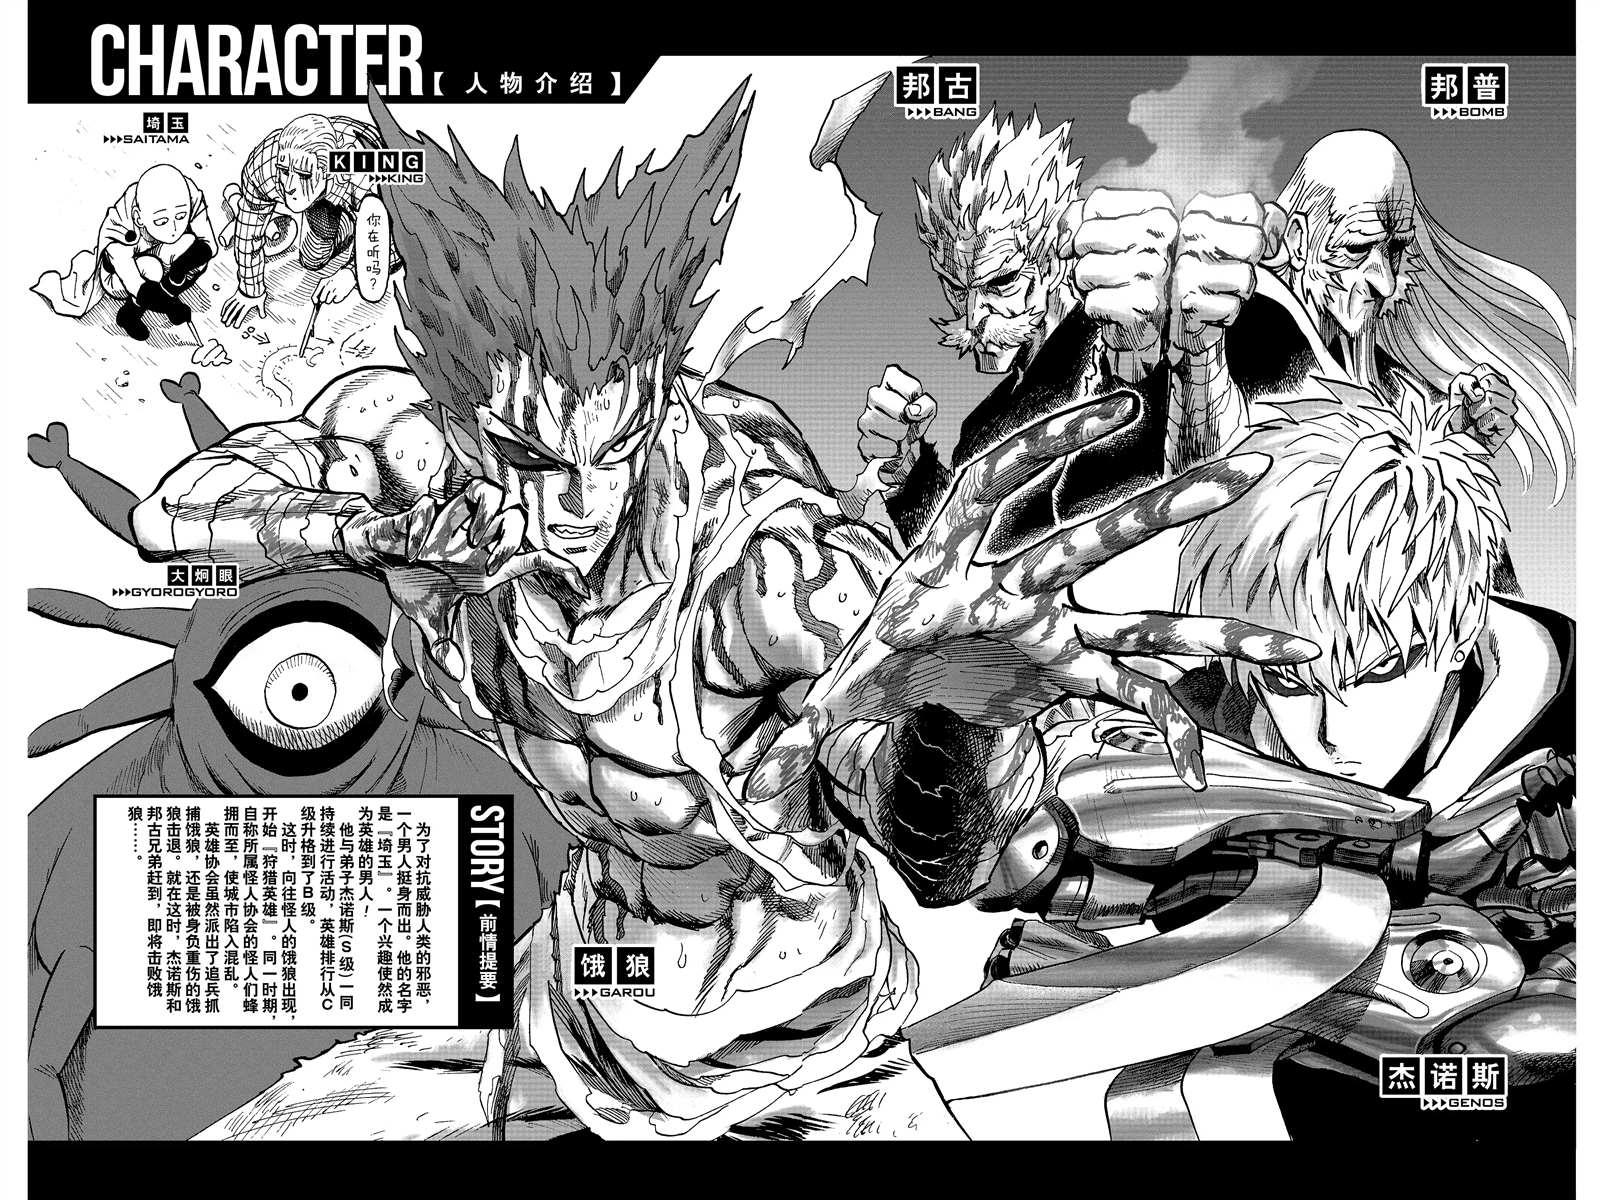 CHARACTER【人物介绍】
埼玉
SAITAMA
KING
KING
你在听吗？
邦古
BANG
邦普
BOMB
大炯眼
GYOROGYORO
饿狼
GAROU
杰诺斯
GENOS
STORY【前情提要】
为了对抗威胁人类的邪恶，
一个男人挺身而出。他的名字
是『埼玉』。一个兴趣使然成
为英雄的男人！
他与弟子杰诺斯(S级)一同
持续进行活动，英雄排行从C
级升格到了B级。
这时，向往怪人的饿狼出现，
开始『狩猎英雄』。同一时期，
自称所属怪人协会的怪人们蜂
拥而至，使城市陷入混乱。
英雄协会虽然派出了追兵抓
捕饿狼，还是被身负重伤的饿
狼击退。就在这时，杰诺斯和
邦古兄弟赶到，即将击败饿
狼……。